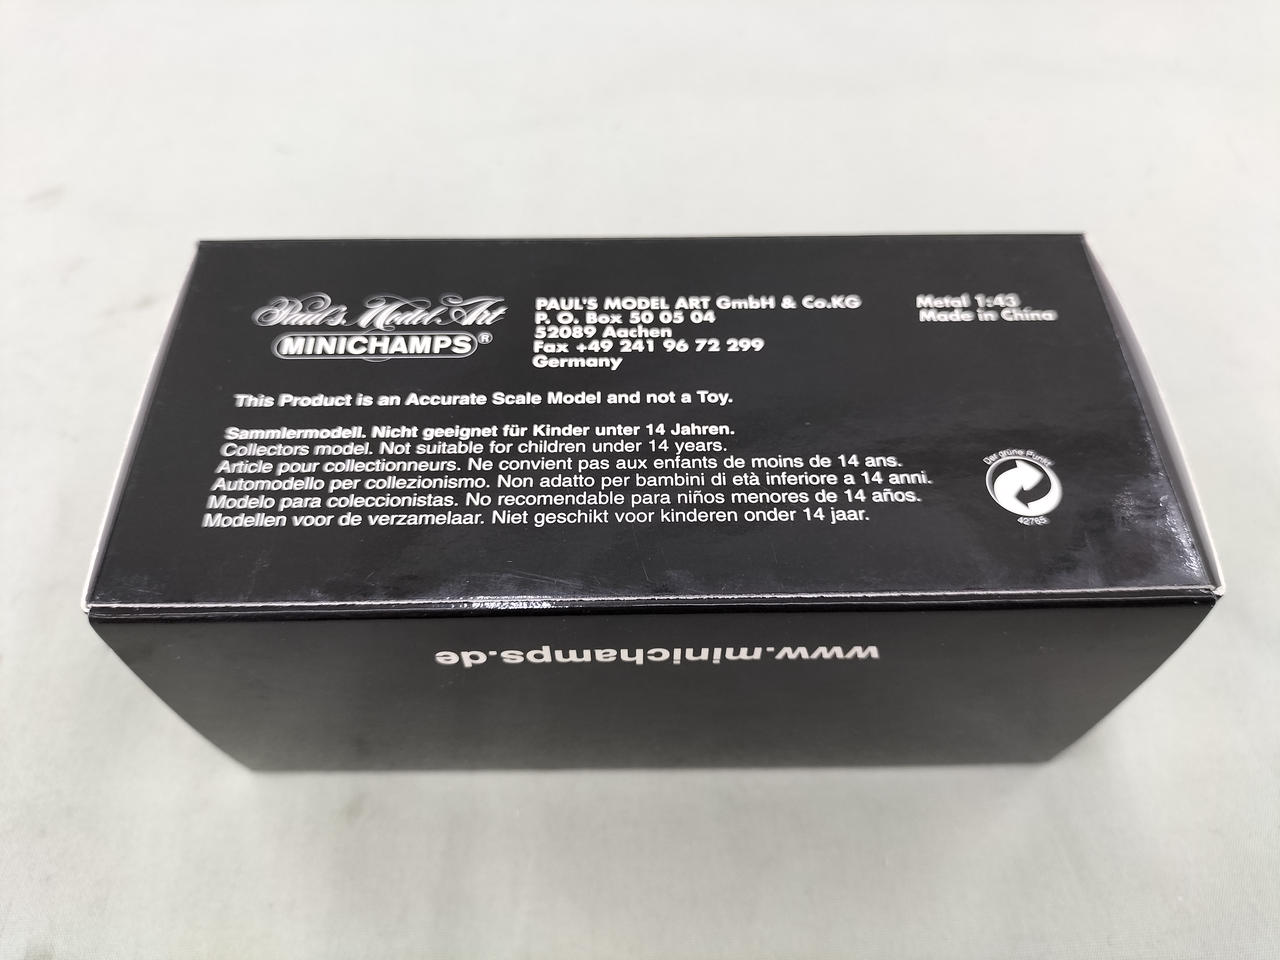 Paul's Model Art
MINICHAMPS®
PAUL'S MODEL ART GmbH & Co.KG
P. O. Box 50 05 04
52089 Aachen
Fax +49 241 96 72 299
Germany
Metal 1:43
Made in China
This Product is an Accurate Scale Model and not a Toy.
Sammlermodell. Nicht geeignet für Kinder unter 14 Jahren.
Collectors model. Not suitable for children under 14 years.
Article pour collectionneurs. Ne convient pas aux enfants de moins de 14 ans.
Automodello per collezionismo. Non adatto per bambini di età inferiore a 14 anni.
Modelo para coleccionistas. No recomendable para niños menores de 14 años.
Modellen voor de verzamelaar. Niet geschikt voor kinderen onder 14 jaar.
Der grüne Punkt
42765
www.minichamps.de